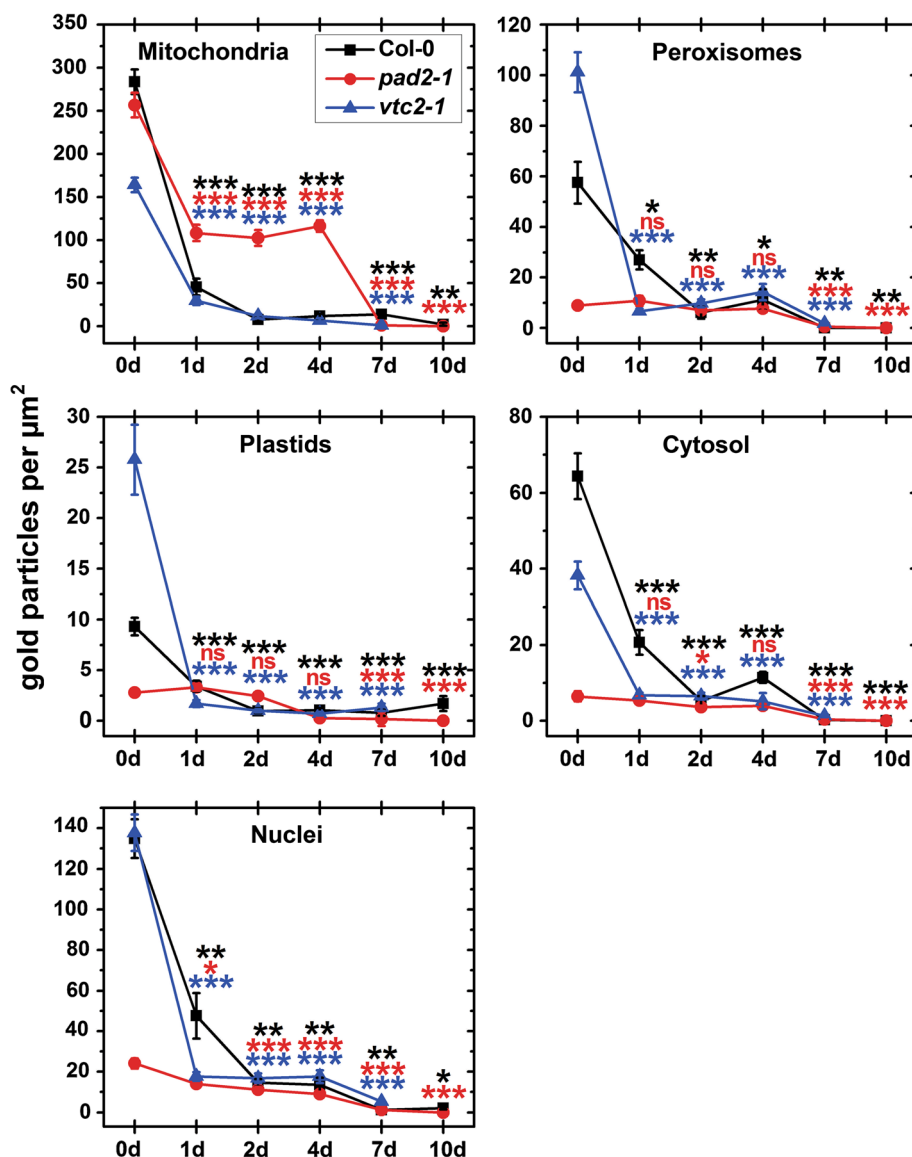 gold particles per µm²
Mitochondria
Col-0
pad2-1
vtc2-1
350
300
250
200
150
100
50
0
*** *** *** *** **
*** *** *** *** ***
*** *** *** ***
0d 1d 2d 4d 7d 10d
Peroxisomes
120
100
80
60
40
20
0
* ** * ** **
ns ns ns *** ***
*** *** *** ***
0d 1d 2d 4d 7d 10d
Plastids
30
25
20
15
10
5
0
*** *** *** *** ***
ns ns ns *** ***
*** *** *** ***
0d 1d 2d 4d 7d 10d
Cytosol
80
60
40
20
0
*** *** *** *** ***
ns * ns *** ***
*** *** *** ***
0d 1d 2d 4d 7d 10d
Nuclei
140
120
100
80
60
40
20
0
** ** ** ** *
* *** *** *** ***
*** *** *** ***
0d 1d 2d 4d 7d 10d